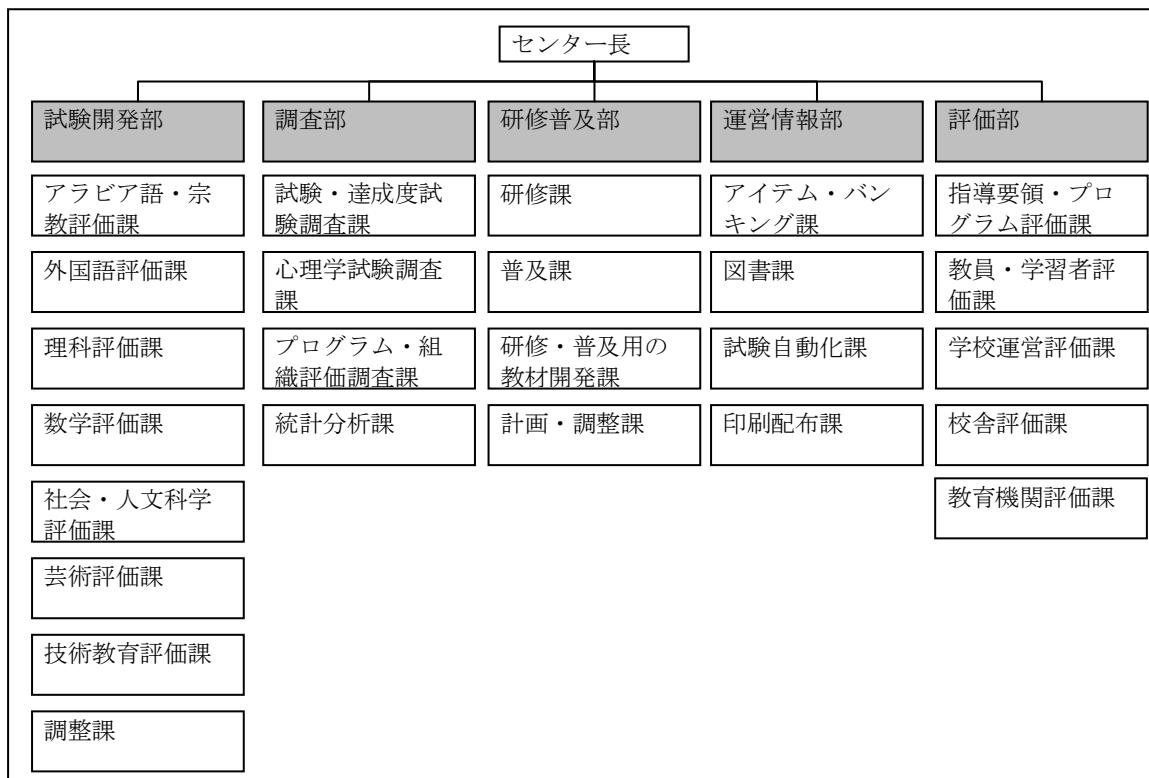 センター長
試験開発部
調査部
研修普及部
運営情報部
評価部
アラビア語・宗
教評価課
試験・達成度試
験調査課
研修課
アイテム・バン
キング課
指導要領・プロ
グラム評価課
外国語評価課
心理学試験調査
課
普及課
図書課
教員・学習者評
価課
理科評価課
プログラム・組
織評価調査課
研修・普及用の
教材開発課
試験自動化課
学校運営評価課
数学評価課
統計分析課
計画・調整課
印刷配布課
校舎評価課
社会・人文科学
評価課
教育機関評価課
芸術評価課
技術教育評価課
調整課